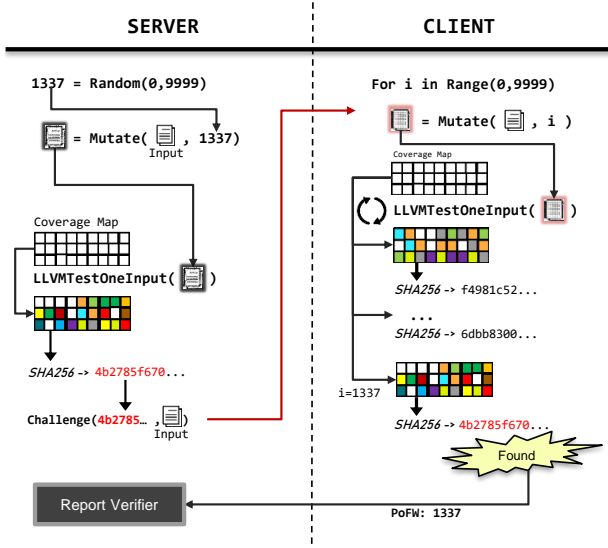 SERVER
1337 = Random(0,9999)
= Mutate( , 1337)
Input
Coverage Map
LLVMTestOneInput( )
SHA256 -> 4b2785f670...
Challenge(4b2785… , )
Input
Report Verifier
CLIENT
For i in Range(0,9999)
= Mutate( , i )
Coverage Map
LLVMTestOneInput( )
SHA256 -> f4981c52...
...
SHA256 -> 6dbb8300...
i=1337
SHA256 -> 4b2785f670...
Found
PoFW: 1337